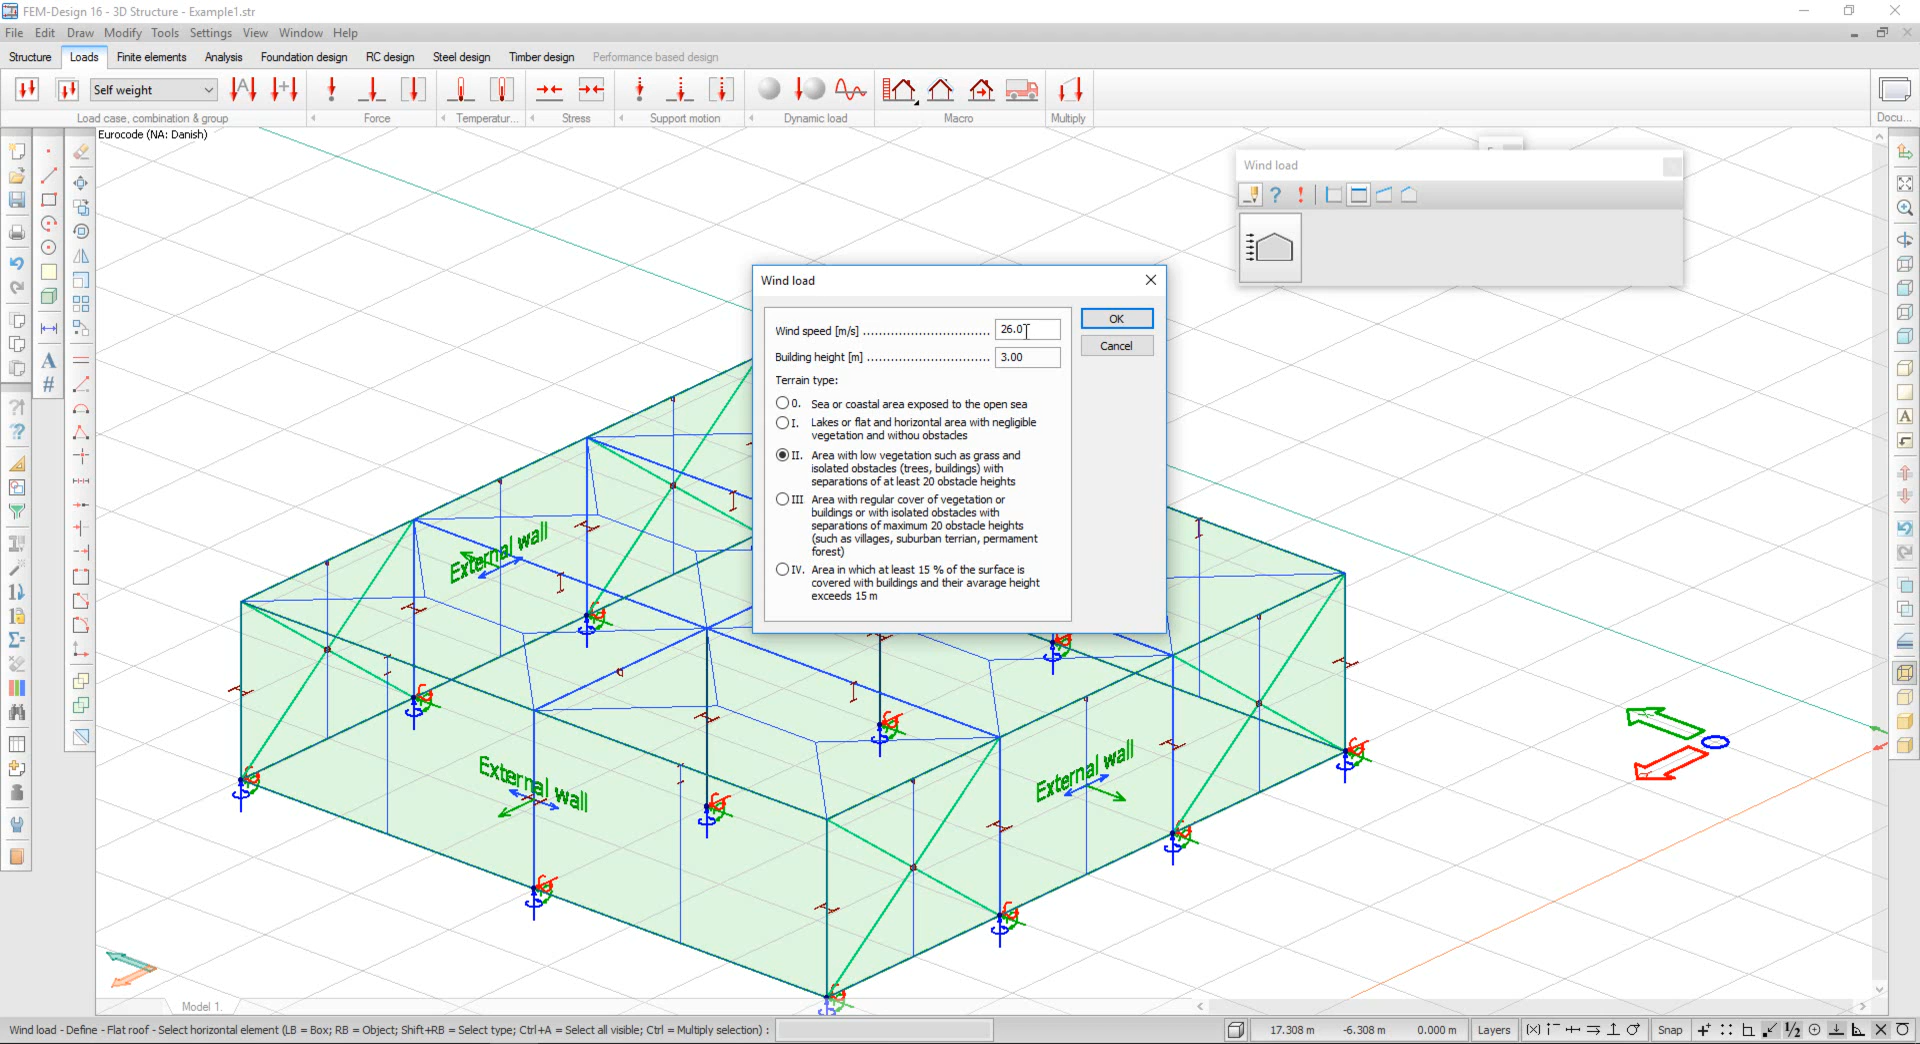 FEM-Design 16 - 3D Structure - Example1.str
File Edit Draw Modify Tools Settings View Window Help
Structure Loads Finite elements Analysis Foundation design RC design Steel design Timber design Performance based design
Self weight
Load case, combination & group Force Temperatur... Stress Support motion Dynamic load Macro Multiply Docu...
Eurocode (NA: Danish)
Wind load
Wind load
Wind speed [m/s] ................................ 26.0
OK
Building height [m] ............................... 3.00
Cancel
Terrain type:
0. Sea or coastal area exposed to the open sea
I. Lakes or flat and horizontal area with negligible
vegetation and withou obstacles
II. Area with low vegetation such as grass and
isolated obstacles (trees, buildings) with
separations of at least 20 obstacle heights
III Area with regular cover of vegetation or
buildings or with isolated obstacles with
separations of maximum 20 obstacle heights
(such as villages, suburban terrian, permament
forest)
IV. Area in which at least 15 % of the surface is
covered with buildings and their avarage height
exceeds 15 m
External wall
External wall
External wall
Model 1.
Wind load - Define - Flat roof - Select horizontal element (LB = Box; RB = Object; Shift+RB = Select type; Ctrl+A = Select all visible; Ctrl = Multiply selection) :
17.308 m -6.308 m 0.000 m Layers Snap